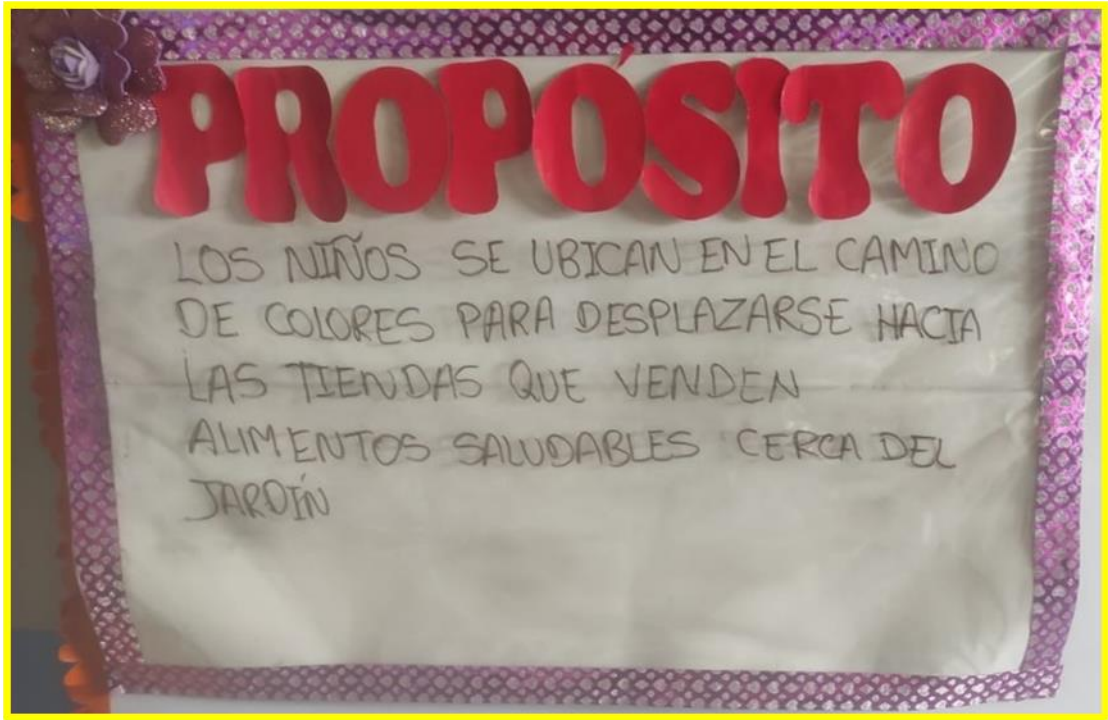 PROPÓSITO
LOS NIÑOS SE UBICAN EN EL CAMINO
DE COLORES PARA DESPLAZARSE HACIA
LAS TIENDAS QUE VENDEN
ALIMENTOS SALUDABLES CERCA DEL
JARDÍN